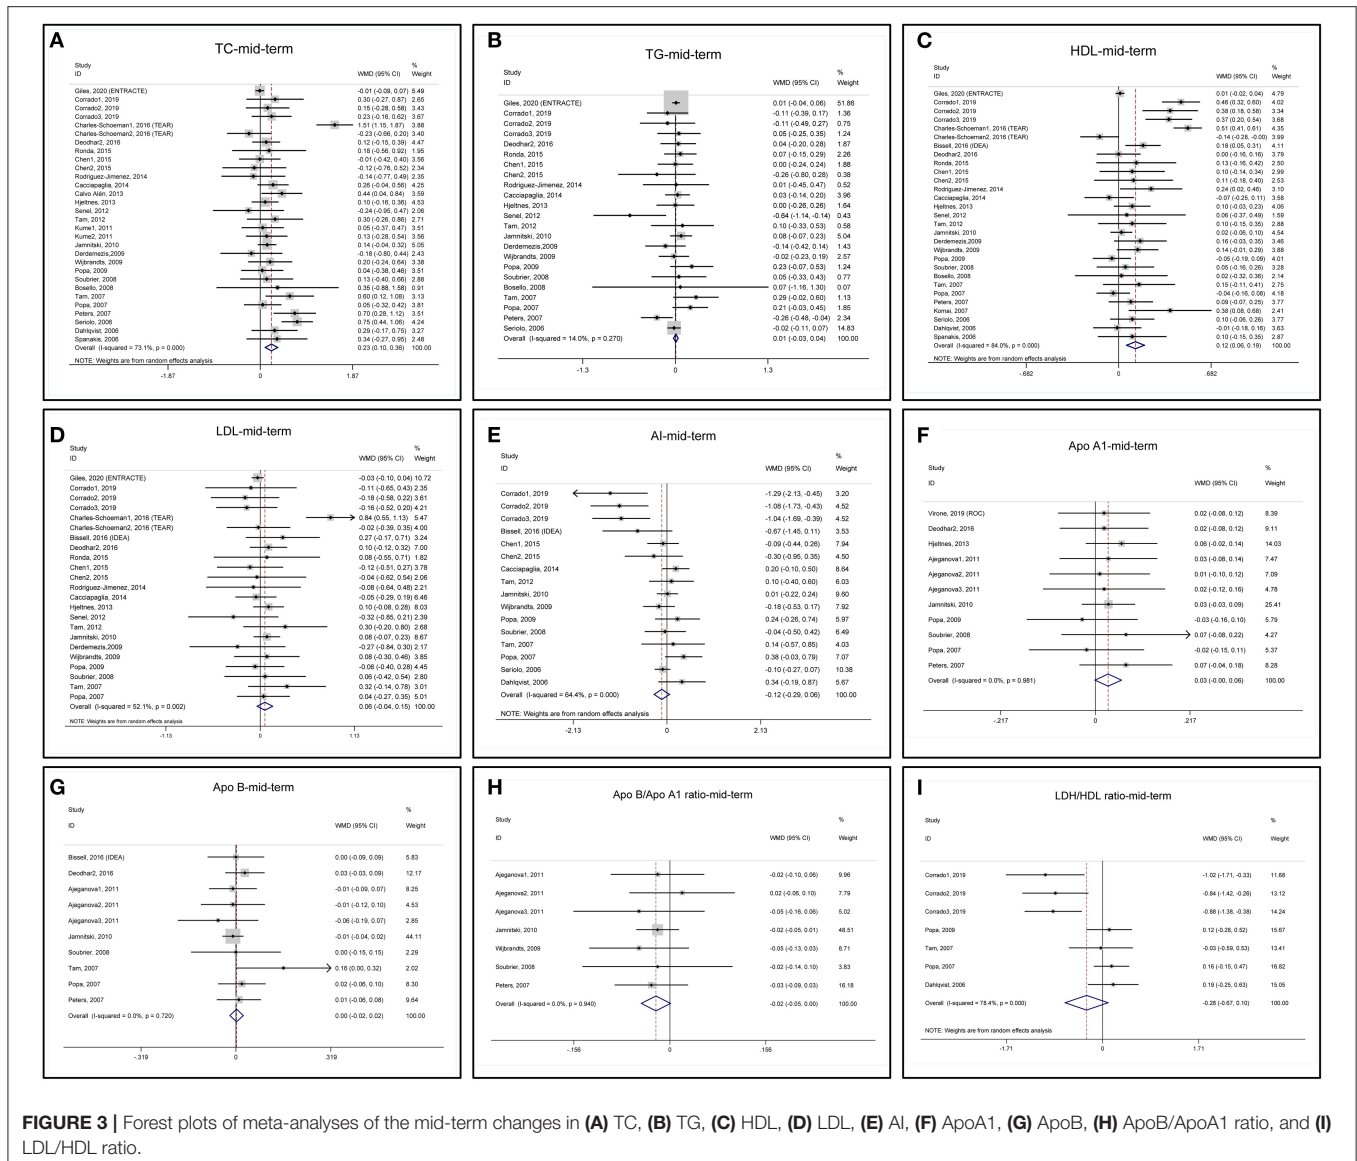 A
TC-mid-term
Study %
ID WMD (95% CI) Weight
Giles, 2020 (ENTRACTE) -0.01 (-0.09, 0.07) 5.49
Corrado1, 2019 0.30 (-0.27, 0.87) 2.65
Corrado2, 2019 0.15 (-0.28, 0.58) 3.43
Corrado3, 2019 0.23 (-0.16, 0.62) 3.67
Charles-Schoeman1, 2016 (TEAR) 1.51 (1.15, 1.87) 3.88
Charles-Schoeman2, 2016 (TEAR) -0.23 (-0.66, 0.20) 3.40
Deodhar2, 2016 0.12 (-0.15, 0.39) 4.47
Ronda, 2015 0.18 (-0.56, 0.92) 1.95
Chen1, 2015 -0.01 (-0.42, 0.40) 3.56
Chen2, 2015 -0.12 (-0.76, 0.52) 2.34
Rodriguez-Jimenez, 2014 -0.14 (-0.77, 0.49) 2.35
Cacciapaglia, 2014 0.26 (-0.04, 0.56) 4.25
Calvo Alén, 2013 0.44 (0.04, 0.84) 3.59
Hjeltnes, 2013 0.10 (-0.16, 0.36) 4.53
Senel, 2012 -0.24 (-0.95, 0.47) 2.06
Tam, 2012 0.30 (-0.26, 0.86) 2.71
Kume1, 2011 0.05 (-0.37, 0.47) 3.51
Kume2, 2011 0.13 (-0.28, 0.54) 3.56
Jamnitski, 2010 0.14 (-0.04, 0.32) 5.05
Derdemezis,2009 -0.18 (-0.80, 0.44) 2.43
Wijbrandts, 2009 0.20 (-0.24, 0.64) 3.38
Popa, 2009 0.04 (-0.38, 0.46) 3.51
Soubrier, 2008 0.13 (-0.40, 0.66) 2.88
Bosello, 2008 0.35 (-0.88, 1.58) 0.91
Tam, 2007 0.60 (0.12, 1.08) 3.13
Popa, 2007 0.05 (-0.32, 0.42) 3.81
Peters, 2007 0.70 (0.28, 1.12) 3.51
Seriolo, 2006 0.75 (0.44, 1.06) 4.24
Dahlqvist, 2006 0.29 (-0.17, 0.75) 3.27
Spanakis, 2006 0.34 (-0.27, 0.95) 2.48
Overall (I-squared = 73.1%, p = 0.000) 0.23 (0.10, 0.36) 100.00
NOTE: Weights are from random effects analysis
-1.87 0 1.87
B
TG-mid-term
Study %
ID WMD (95% CI) Weight
Giles, 2020 (ENTRACTE) 0.01 (-0.04, 0.06) 51.86
Corrado1, 2019 -0.11 (-0.39, 0.17) 1.36
Corrado2, 2019 -0.11 (-0.49, 0.27) 0.75
Corrado3, 2019 0.05 (-0.25, 0.35) 1.24
Deodhar2, 2016 0.04 (-0.20, 0.28) 1.87
Ronda, 2015 0.07 (-0.15, 0.29) 2.26
Chen1, 2015 0.00 (-0.24, 0.24) 1.88
Chen2, 2015 -0.26 (-0.80, 0.28) 0.38
Rodriguez-Jimenez, 2014 0.01 (-0.45, 0.47) 0.52
Cacciapaglia, 2014 0.03 (-0.14, 0.20) 3.96
Hjeltnes, 2013 0.00 (-0.26, 0.26) 1.64
Senel, 2012 -0.64 (-1.14, -0.14) 0.43
Tam, 2012 0.10 (-0.33, 0.53) 0.58
Jamnitski, 2010 0.08 (-0.07, 0.23) 5.04
Derdemezis, 2009 -0.14 (-0.42, 0.14) 1.43
Wijbrandts, 2009 -0.02 (-0.23, 0.19) 2.57
Popa, 2009 0.23 (-0.07, 0.53) 1.24
Soubrier, 2008 0.05 (-0.33, 0.43) 0.77
Bosello, 2008 0.07 (-1.16, 1.30) 0.07
Tam, 2007 0.29 (-0.02, 0.60) 1.13
Popa, 2007 0.21 (-0.03, 0.45) 1.85
Peters, 2007 -0.26 (-0.48, -0.04) 2.34
Seriolo, 2006 -0.02 (-0.11, 0.07) 14.83
Overall (I-squared = 14.0%, p = 0.270) 0.01 (-0.03, 0.04) 100.00
-1.3 0 1.3
C
HDL-mid-term
Study %
ID WMD (95% CI) Weight
Giles, 2020 (ENTRACTE) 0.01 (-0.02, 0.04) 4.79
Corrado1, 2019 0.46 (0.32, 0.60) 4.02
Corrado2, 2019 0.38 (0.18, 0.58) 3.34
Corrado3, 2019 0.37 (0.20, 0.54) 3.68
Charles-Schoeman1, 2016 (TEAR) 0.51 (0.41, 0.61) 4.35
Charles-Schoeman2, 2016 (TEAR) -0.14 (-0.28, -0.00) 3.99
Bissell, 2016 (IDEA) 0.18 (0.05, 0.31) 4.11
Deodhar2, 2016 0.00 (-0.16, 0.16) 3.79
Ronda, 2015 0.13 (-0.16, 0.42) 2.50
Chen1, 2015 0.10 (-0.14, 0.34) 2.99
Chen2, 2015 0.11 (-0.18, 0.40) 2.53
Rodriguez-Jimenez, 2014 0.24 (0.02, 0.46) 3.10
Cacciapaglia, 2014 -0.07 (-0.25, 0.11) 3.58
Hjeltnes, 2013 0.10 (-0.03, 0.23) 4.06
Senel, 2012 0.06 (-0.37, 0.49) 1.59
Tam, 2012 0.10 (-0.15, 0.35) 2.88
Jamnitski, 2010 0.02 (-0.06, 0.10) 4.54
Derdemezis,2009 0.16 (-0.03, 0.35) 3.46
Wijbrandts, 2009 0.14 (-0.01, 0.29) 3.88
Popa, 2009 -0.05 (-0.19, 0.09) 4.01
Soubrier, 2008 0.05 (-0.16, 0.26) 3.28
Bosello, 2008 0.02 (-0.32, 0.36) 2.14
Tam, 2007 0.15 (-0.11, 0.41) 2.75
Popa, 2007 -0.04 (-0.16, 0.08) 4.18
Peters, 2007 0.09 (-0.07, 0.25) 3.77
Komai, 2007 0.38 (0.08, 0.68) 2.41
Seriolo, 2006 0.10 (-0.06, 0.26) 3.77
Dahlqvist, 2006 -0.01 (-0.18, 0.16) 3.63
Spanakis, 2006 0.10 (-0.15, 0.35) 2.87
Overall (I-squared = 84.0%, p = 0.000) 0.12 (0.06, 0.19) 100.00
NOTE: Weights are from random effects analysis
-.682 0 .682
D
LDL-mid-term
Study %
ID WMD (95% CI) Weight
Giles, 2020 (ENTRACTE) -0.03 (-0.10, 0.04) 10.72
Corrado1, 2019 -0.11 (-0.65, 0.43) 2.35
Corrado2, 2019 -0.18 (-0.58, 0.22) 3.61
Corrado3, 2019 -0.16 (-0.52, 0.20) 4.21
Charles-Schoeman1, 2016 (TEAR) 0.84 (0.55, 1.13) 5.47
Charles-Schoeman2, 2016 (TEAR) -0.02 (-0.39, 0.35) 4.00
Bissell, 2016 (IDEA) 0.27 (-0.17, 0.71) 3.24
Deodhar2, 2016 0.10 (-0.12, 0.32) 7.00
Ronda, 2015 0.08 (-0.55, 0.71) 1.82
Chen1, 2015 -0.12 (-0.51, 0.27) 3.78
Chen2, 2015 -0.04 (-0.62, 0.54) 2.06
Rodriguez-Jimenez, 2014 -0.08 (-0.64, 0.48) 2.21
Cacciapaglia, 2014 -0.05 (-0.29, 0.19) 6.46
Hjeltnes, 2013 0.10 (-0.08, 0.28) 8.03
Senel, 2012 -0.32 (-0.85, 0.21) 2.39
Tam, 2012 0.30 (-0.20, 0.80) 2.68
Jamnitski, 2010 0.08 (-0.07, 0.23) 8.67
Derdemezis,2009 -0.27 (-0.84, 0.30) 2.17
Wijbrandts, 2009 0.08 (-0.30, 0.46) 3.85
Popa, 2009 -0.06 (-0.40, 0.28) 4.45
Soubrier, 2008 0.06 (-0.42, 0.54) 2.80
Tam, 2007 0.32 (-0.14, 0.78) 3.01
Popa, 2007 0.04 (-0.27, 0.35) 5.01
Overall (I-squared = 52.1%, p = 0.002) 0.06 (-0.04, 0.15) 100.00
NOTE: Weights are from random effects analysis
-1.13 0 1.13
E
AI-mid-term
Study %
ID WMD (95% CI) Weight
Corrado1, 2019 -1.29 (-2.13, -0.45) 3.20
Corrado2, 2019 -1.08 (-1.73, -0.43) 4.52
Corrado3, 2019 -1.04 (-1.69, -0.39) 4.52
Bissell, 2016 (IDEA) -0.67 (-1.45, 0.11) 3.53
Chen1, 2015 -0.09 (-0.44, 0.26) 7.94
Chen2, 2015 -0.30 (-0.95, 0.35) 4.50
Cacciapaglia, 2014 0.20 (-0.10, 0.50) 8.64
Tam, 2012 0.10 (-0.40, 0.60) 6.03
Jamnitski, 2010 0.01 (-0.22, 0.24) 9.60
Wijbrandts, 2009 -0.18 (-0.53, 0.17) 7.92
Popa, 2009 0.24 (-0.26, 0.74) 5.97
Soubrier, 2008 -0.04 (-0.50, 0.42) 6.49
Tam, 2007 0.14 (-0.57, 0.85) 4.03
Popa, 2007 0.38 (-0.03, 0.79) 7.07
Seriolo, 2006 -0.10 (-0.27, 0.07) 10.38
Dahlqvist, 2006 0.34 (-0.19, 0.87) 5.67
Overall (I-squared = 64.4%, p = 0.000) -0.12 (-0.29, 0.06) 100.00
NOTE: Weights are from random effects analysis
-2.13 0 2.13
F
Apo A1-mid-term
Study %
ID WMD (95% CI) Weight
Virone, 2019 (ROC) 0.02 (-0.08, 0.12) 8.39
Deodhar2, 2016 0.02 (-0.08, 0.12) 9.11
Hjeltnes, 2013 0.06 (-0.02, 0.14) 14.03
Ajeganova1, 2011 0.03 (-0.08, 0.14) 7.47
Ajeganova2, 2011 0.01 (-0.10, 0.12) 7.09
Ajeganova3, 2011 0.02 (-0.12, 0.16) 4.78
Jamnitski, 2010 0.03 (-0.03, 0.09) 25.41
Popa, 2009 -0.03 (-0.16, 0.10) 5.79
Soubrier, 2008 0.07 (-0.08, 0.22) 4.27
Popa, 2007 -0.02 (-0.15, 0.11) 5.37
Peters, 2007 0.07 (-0.04, 0.18) 8.28
Overall (I-squared = 0.0%, p = 0.981) 0.03 (-0.00, 0.06) 100.00
-.217 0 .217
G
Apo B-mid-term
Study %
ID WMD (95% CI) Weight
Bissell, 2016 (IDEA) 0.00 (-0.09, 0.09) 5.83
Deodhar2, 2016 0.03 (-0.03, 0.09) 12.17
Ajeganova1, 2011 -0.01 (-0.09, 0.07) 8.25
Ajeganova2, 2011 -0.01 (-0.12, 0.10) 4.53
Ajeganova3, 2011 -0.06 (-0.19, 0.07) 2.85
Jamnitski, 2010 -0.01 (-0.04, 0.02) 44.11
Soubrier, 2008 0.00 (-0.15, 0.15) 2.29
Tam, 2007 0.16 (0.00, 0.32) 2.02
Popa, 2007 0.02 (-0.06, 0.10) 8.30
Peters, 2007 0.01 (-0.06, 0.08) 9.64
Overall (I-squared = 0.0%, p = 0.720) 0.00 (-0.02, 0.02) 100.00
-.319 0 .319
H
Apo B/Apo A1 ratio-mid-term
Study %
ID WMD (95% CI) Weight
Ajeganova1, 2011 -0.02 (-0.10, 0.06) 9.96
Ajeganova2, 2011 0.02 (-0.06, 0.10) 7.79
Ajeganova3, 2011 -0.05 (-0.16, 0.06) 5.02
Jamnitski, 2010 -0.02 (-0.05, 0.01) 48.51
Wijbrandts, 2009 -0.05 (-0.13, 0.03) 8.71
Soubrier, 2008 -0.02 (-0.14, 0.10) 3.83
Peters, 2007 -0.03 (-0.09, 0.03) 16.18
Overall (I-squared = 0.0%, p = 0.940) -0.02 (-0.05, 0.00) 100.00
-.156 0 .156
I
LDH/HDL ratio-mid-term
Study %
ID WMD (95% CI) Weight
Corrado1, 2019 -1.02 (-1.71, -0.33) 11.68
Corrado2, 2019 -0.84 (-1.42, -0.26) 13.12
Corrado3, 2019 -0.88 (-1.38, -0.38) 14.24
Popa, 2009 0.12 (-0.28, 0.52) 15.67
Tam, 2007 -0.03 (-0.59, 0.53) 13.41
Popa, 2007 0.16 (-0.15, 0.47) 16.82
Dahlqvist, 2006 0.19 (-0.25, 0.63) 15.05
Overall (I-squared = 78.4%, p = 0.000) -0.28 (-0.67, 0.10) 100.00
NOTE: Weights are from random effects analysis
-1.71 0 1.71
FIGURE 3 | Forest plots of meta-analyses of the mid-term changes in (A) TC, (B) TG, (C) HDL, (D) LDL, (E) AI, (F) ApoA1, (G) ApoB, (H) ApoB/ApoA1 ratio, and (I)
LDL/HDL ratio.